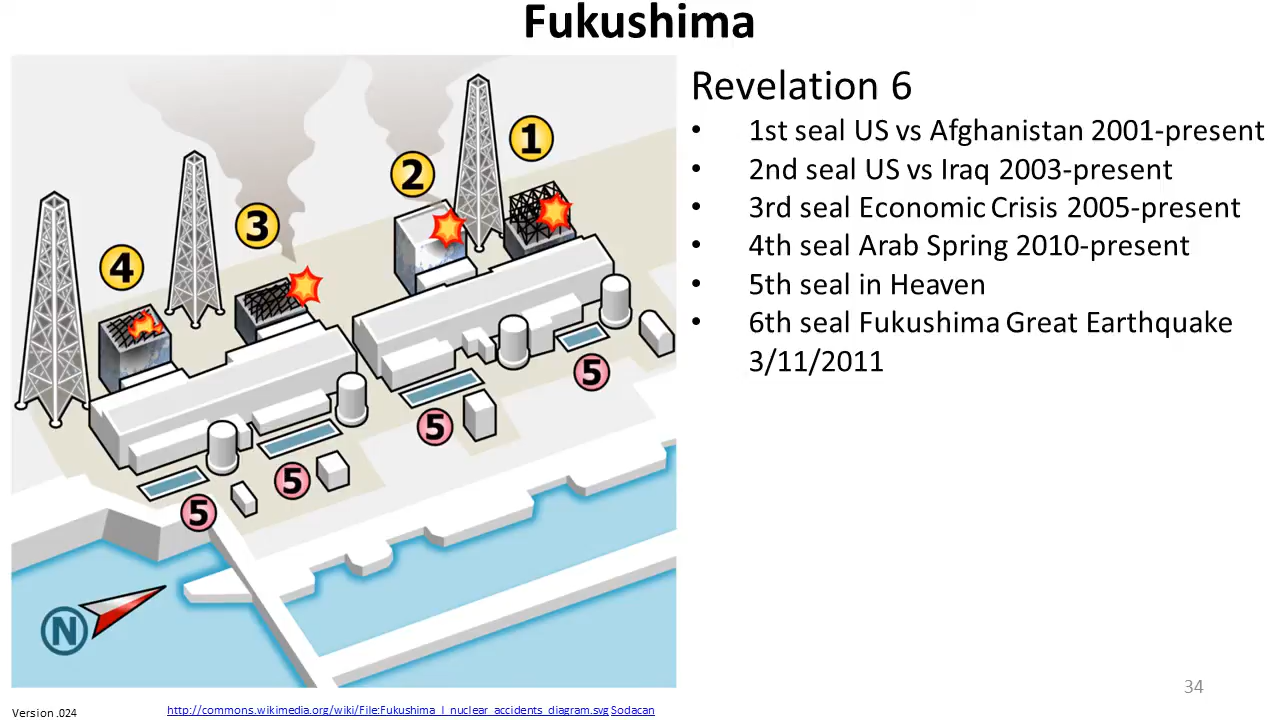 Fukushima
Revelation 6
• 1st seal US vs Afghanistan 2001-present
• 2nd seal US vs Iraq 2003-present
• 3rd seal Economic Crisis 2005-present
• 4th seal Arab Spring 2010-present
• 5th seal in Heaven
• 6th seal Fukushima Great Earthquake
3/11/2011
1
2
3
4
5
5
5
5
N
34
Version .024
http://commons.wikimedia.org/wiki/File:Fukushima_I_nuclear_accidents_diagram.svg Sodacan